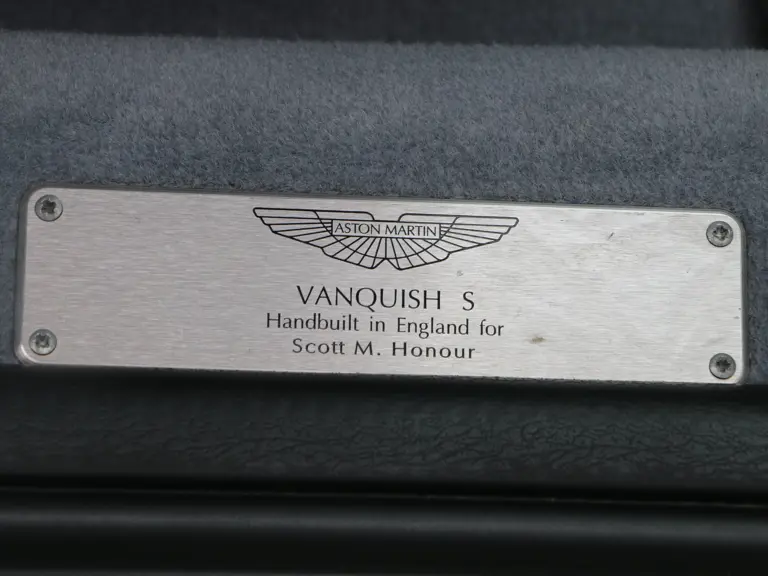 ASTON MARTIN
VANQUISH S
Handbuilt in England for
Scott M. Honour